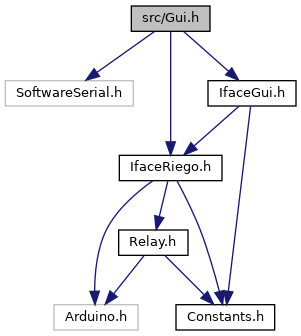 src/Gui.h
SoftwareSerial.h
IfaceGui.h
IfaceRiego.h
Relay.h
Arduino.h
Constants.h